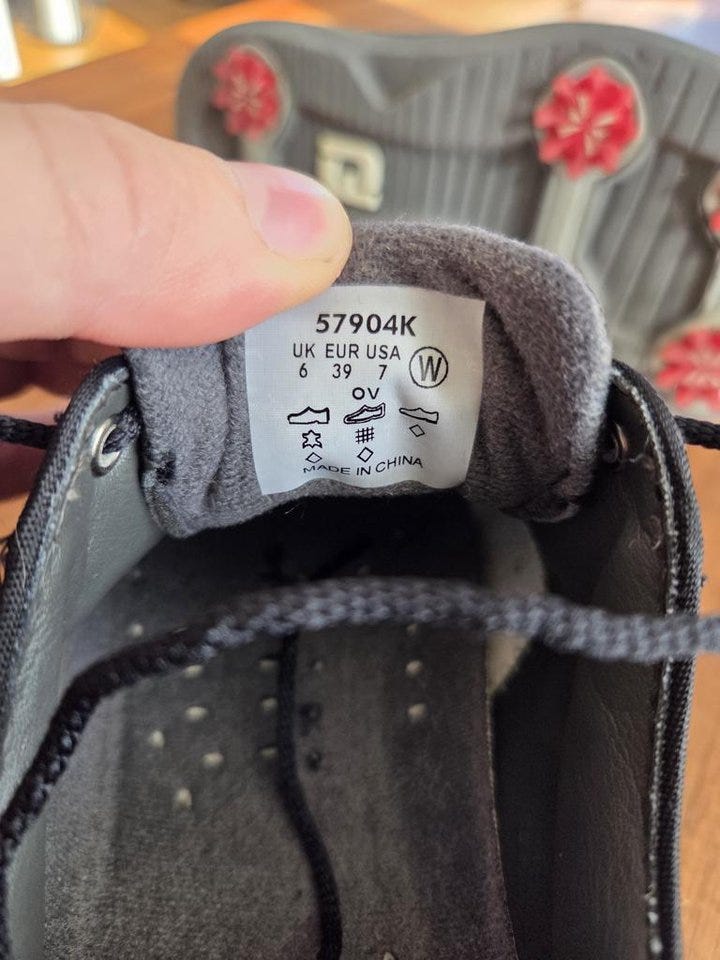 57904K
UK EUR USA
6 39 7 W
OV
MADE IN CHINA